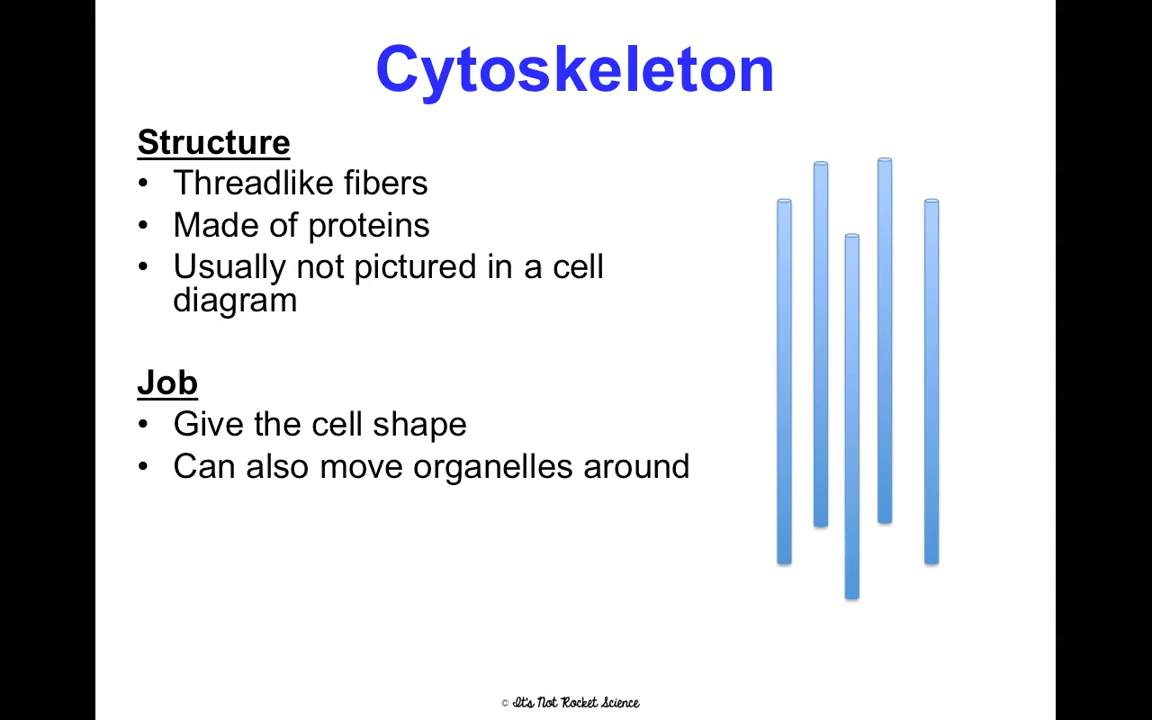 Cytoskeleton
Structure
• Threadlike fibers
• Made of proteins
• Usually not pictured in a cell
diagram
Job
• Give the cell shape
• Can also move organelles around
© It's Not Rocket Science